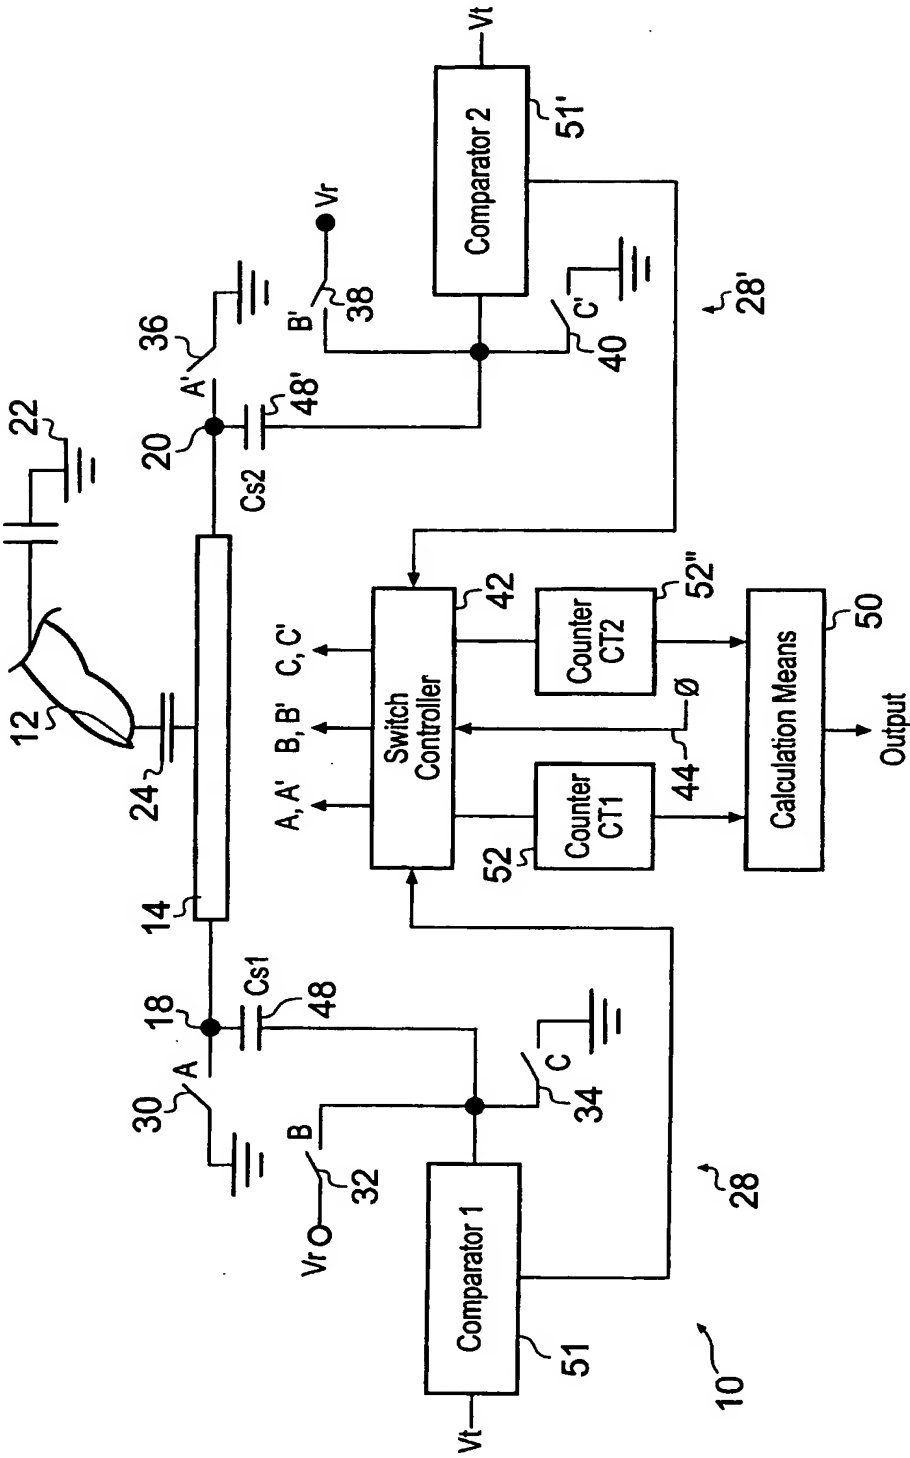 12
22
24
14
18
20
30
A
36
A'
Cs1
48
Cs2
48'
Vr
B
32
B'
38
Vr
A, A'
B, B'
C, C'
Switch
Controller
42
34
C
40
C'
Vt
Comparator 1
51
Comparator 2
51'
Vt
52
Counter
CT1
44
Ø
Counter
CT2
52"
28
28'
10
Calculation Means
50
Output